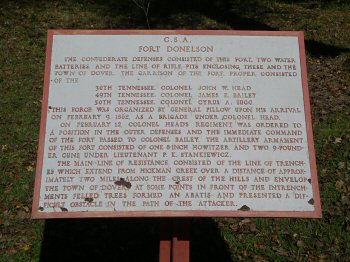 C.S.A.
FORT DONELSON
THE CONFEDERATE DEFENSES CONSISTED OF THIS FORT, TWO WATER
BATTERIES AND THE LINE OF RIFLE-PITS ENCLOSING THESE AND THE
TOWN OF DOVER. THE GARRISON OF THE FORT PROPER CONSISTED
OF THE
30TH TENNESSEE, COLONEL JOHN W. HEAD
49TH TENNESSEE, COLONEL JAMES E. BAILEY
50TH TENNESSEE, COLONEL CYRUS A. SUGG
THIS FORCE WAS ORGANIZED BY GENERAL PILLOW UPON HIS ARRIVAL
ON FEBRUARY 9, 1862, AS A BRIGADE UNDER COLONEL HEAD.
ON FEBRUARY 12, COLONEL HEADS REGIMENT WAS ORDERED TO
A POSITION IN THE OUTER DEFENSES AND THE IMMEDIATE COMMAND
OF THE FORT PASSED TO COLONEL BAILEY. THE ARTILLERY ARMAMENT
OF THIS FORT CONSISTED OF ONE 8-INCH HOWITZER AND TWO 9-POUND-
ER GUNS UNDER LIEUTENANT P. K. STANKIEWICZ.
THE MAIN LINE OF RESISTANCE CONSISTED OF THE LINE OF TRENCH-
ES WHICH EXTEND FROM HICKMAN CREEK OVER A DISTANCE OF APPROX-
IMATELY TWO MILES ALONG THE CREST OF THE HILLS AND ENVELOP
THE TOWN OF DOVER. AT SOME POINTS IN FRONT OF THE INTRENCH-
MENTS FELLED TREES FORMED AN ABATIS AND PRESENTED A DIF-
FICULT OBSTACLE IN THE PATH OF THE ATTACKER.